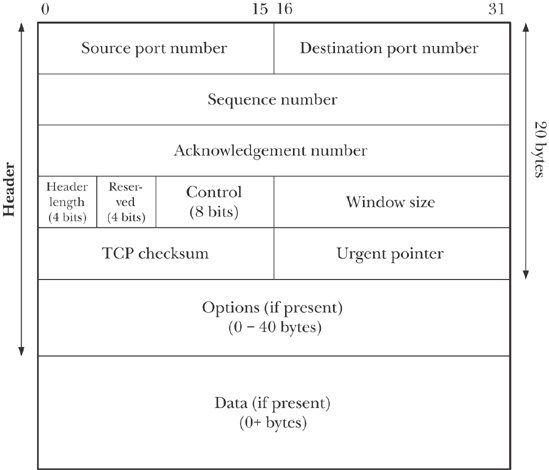 0 15 16 31
Source port number Destination port number
Sequence number
Acknowledgement number
Header
length
(4 bits)
Reser-
ved
(4 bits)
Control
(8 bits)
Window size
TCP checksum Urgent pointer
Options (if present)
(0 – 40 bytes)
Data (if present)
(0+ bytes)
Header
20 bytes